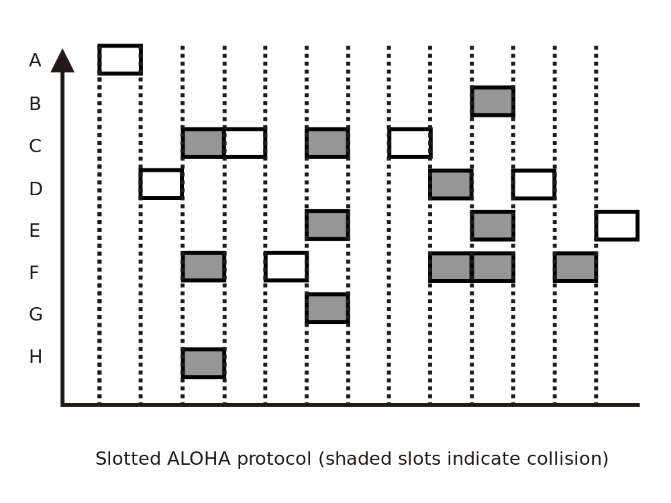 A
B
C
D
E
F
G
H
Slotted ALOHA protocol (shaded slots indicate collision)